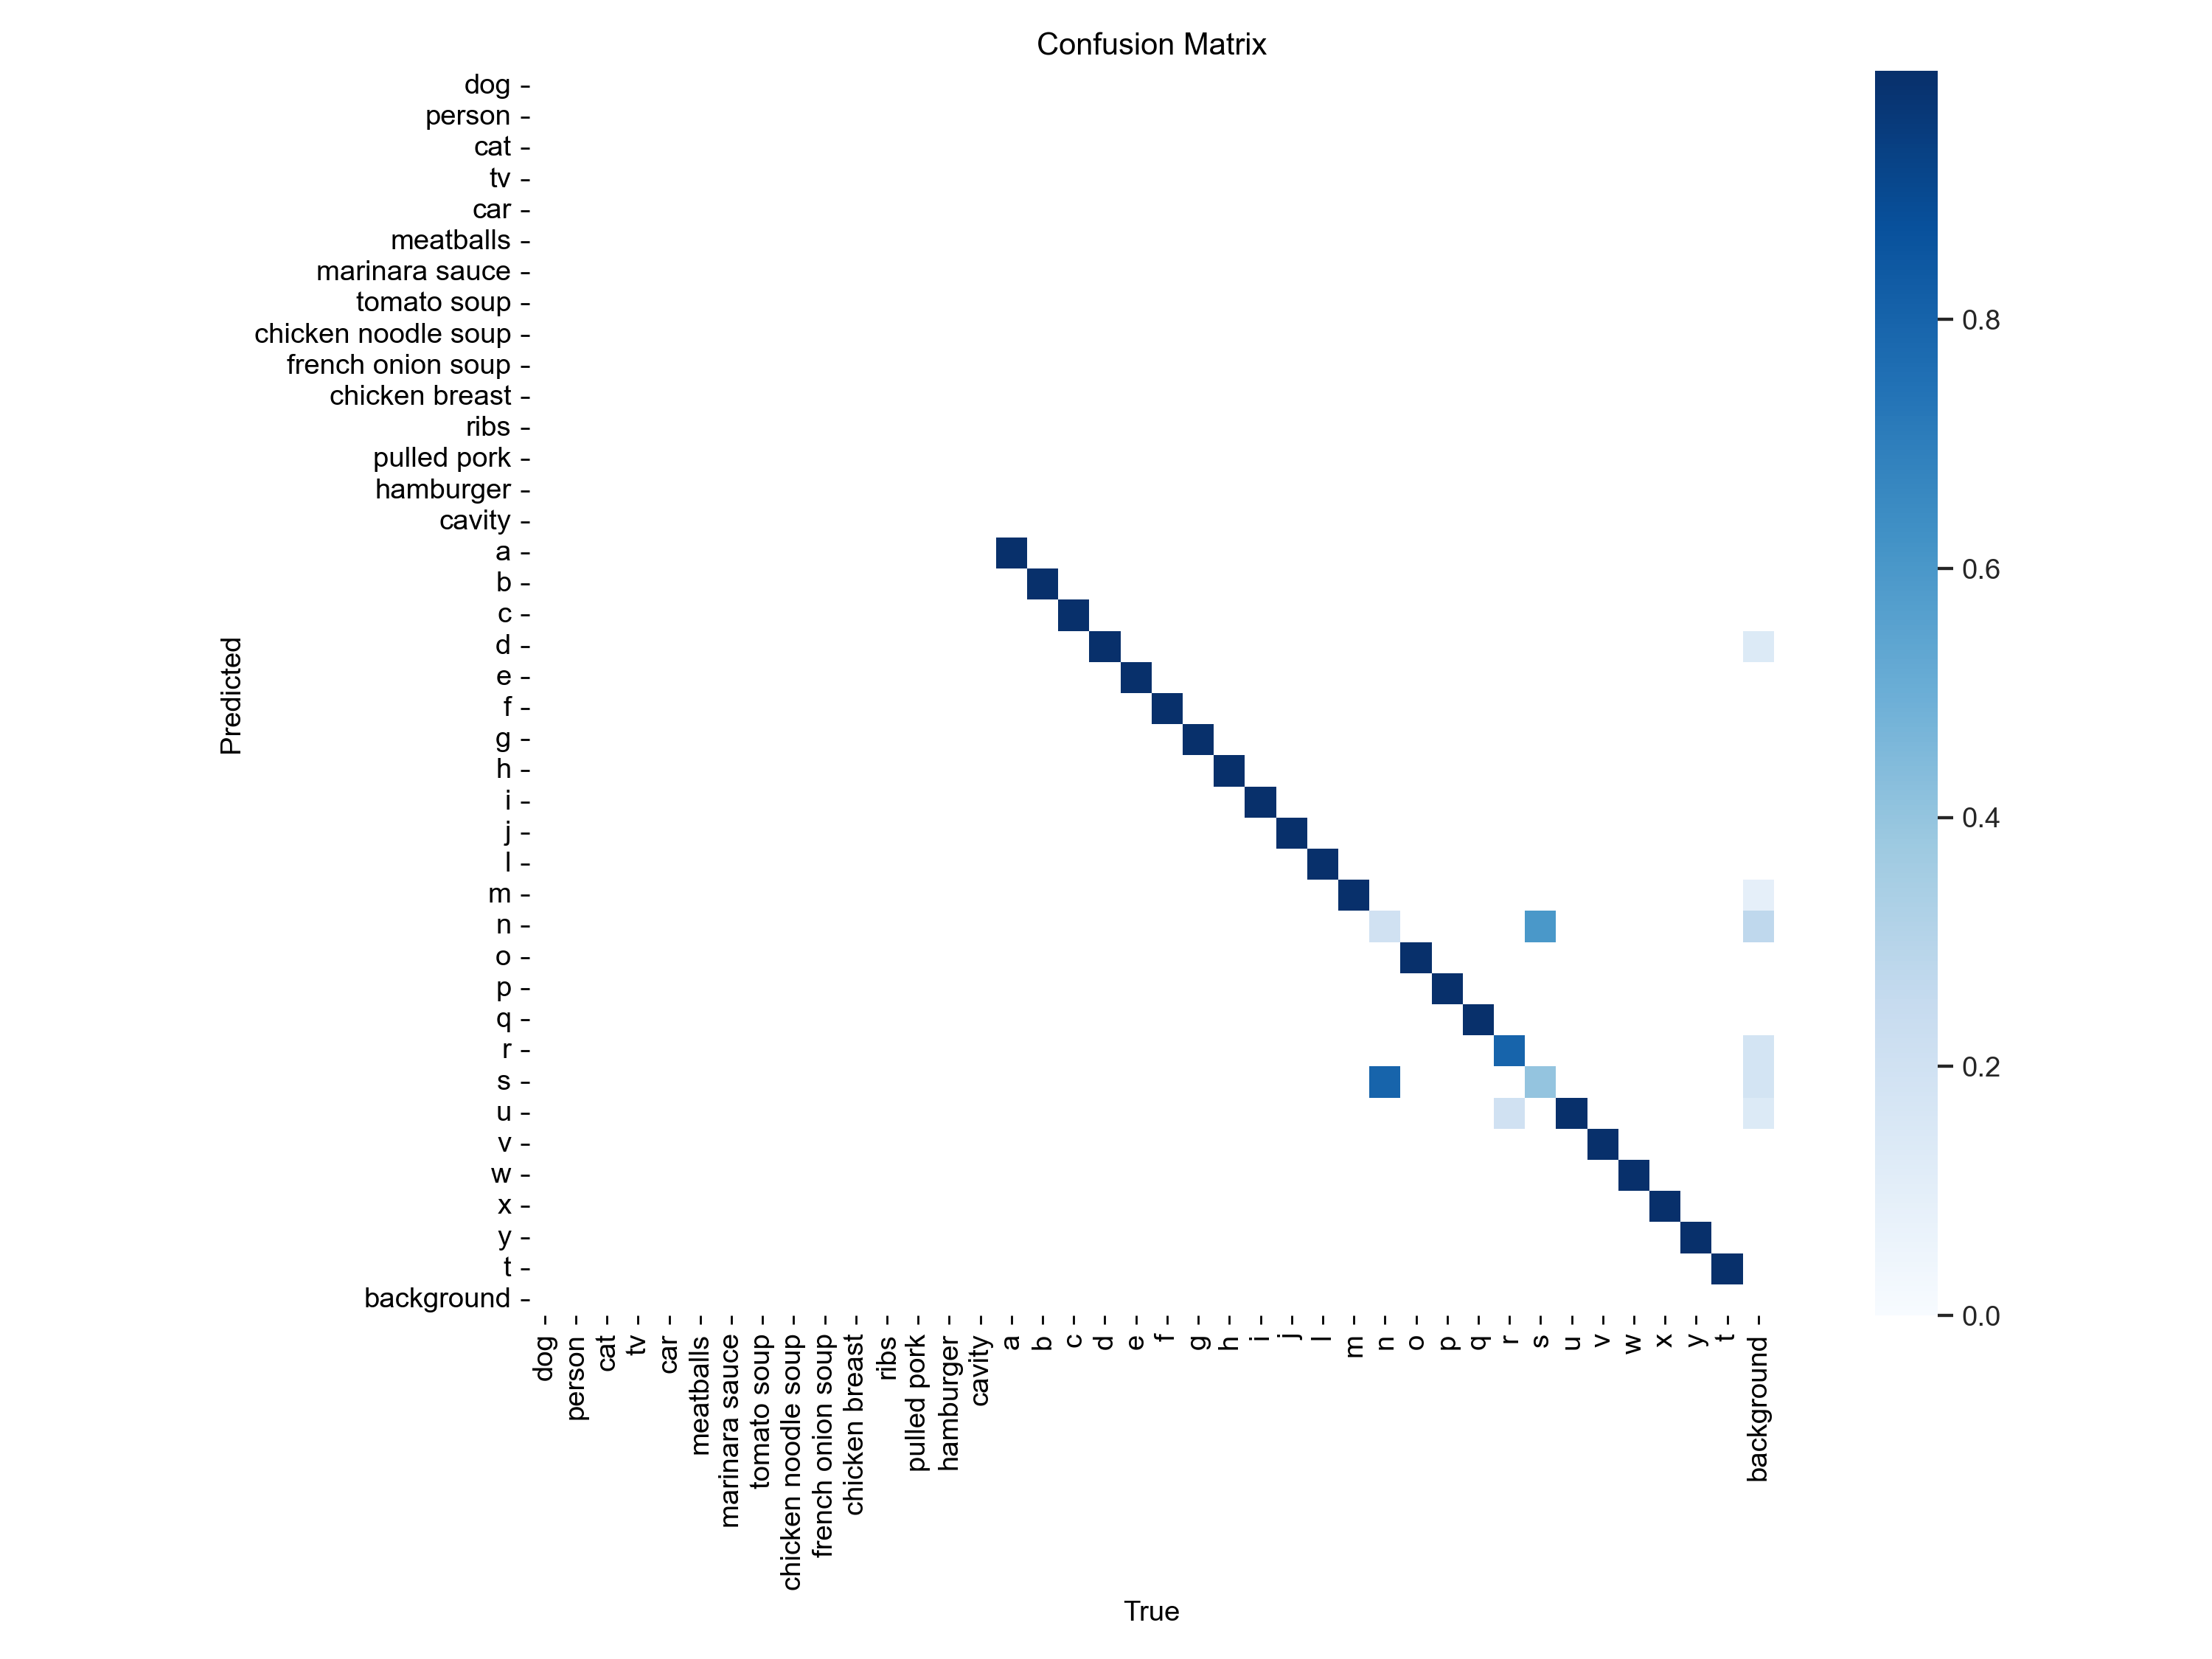 Confusion Matrix
dog
person
cat
tv
car
meatballs
marinara sauce
tomato soup
chicken noodle soup
french onion soup
chicken breast
ribs
pulled pork
hamburger
cavity
a
b
c
d
e
f
g
h
i
j
l
m
n
o
p
q
r
s
u
v
w
x
y
t
background
Predicted
dog
person
cat
tv
car
meatballs
marinara sauce
tomato soup
chicken noodle soup
french onion soup
chicken breast
ribs
pulled pork
hamburger
cavity
a
b
c
d
e
f
g
h
i
j
l
m
n
o
p
q
r
s
u
v
w
x
y
t
background
True
0.8
0.6
0.4
0.2
0.0